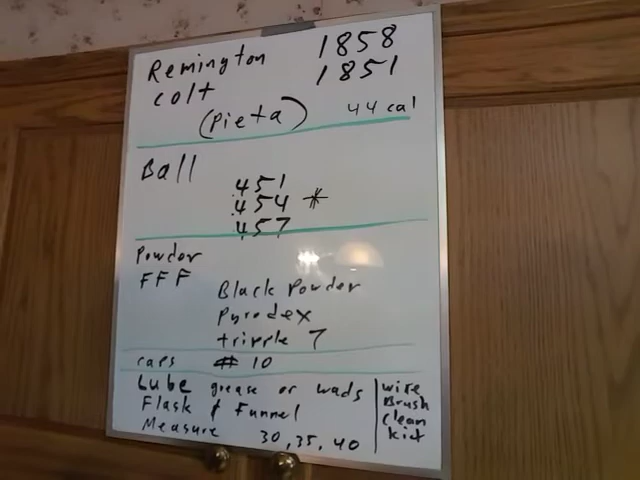 Remington 1858
Colt 1851
(Pieta) 44 cal
Ball
.451
.454 *
.457
Powder
FFF
Black Powder
Pyrodex
tripple 7
caps # 10
Lube grease or wads
Flask & Funnel
Measure 30, 35, 40
wire
Brush
Clean
kit